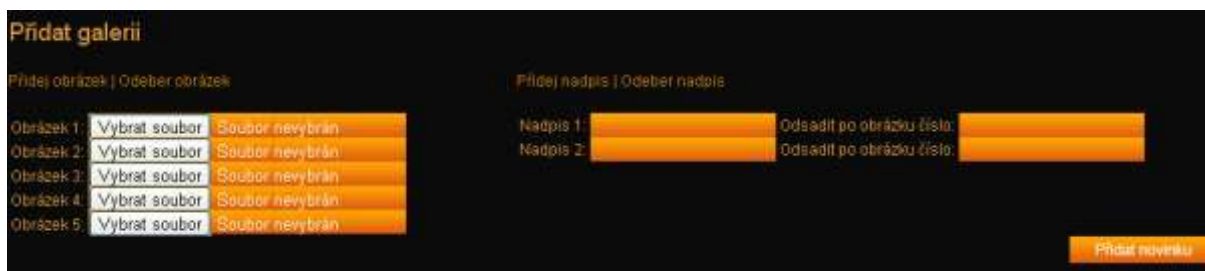 Přidat galerii
Přidej obrázek | Odeber obrázek
Přidej nadpis | Odeber nadpis
Obrázek 1: Vybrat soubor Soubor nevybrán
Nadpis 1: Odsadit po obrázku číslo:
Obrázek 2: Vybrat soubor Soubor nevybrán
Nadpis 2: Odsadit po obrázku číslo:
Obrázek 3: Vybrat soubor Soubor nevybrán
Obrázek 4: Vybrat soubor Soubor nevybrán
Obrázek 5: Vybrat soubor Soubor nevybrán
Přidat novinku